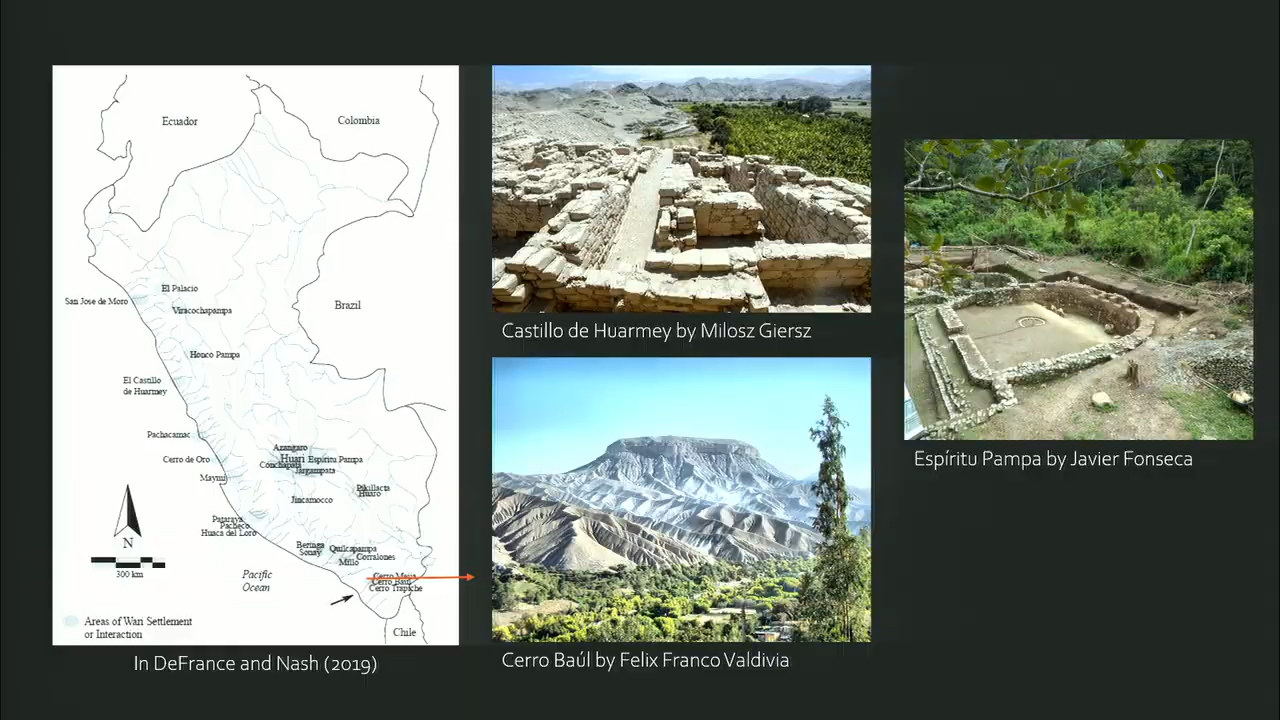 Ecuador
Colombia
El Palacio
San Jose de Moro
Viracochapampa
Brazil
Honco Pampa
El Castillo
de Huarmey
Pachacamac
Azangaro
Cerro de Oro
Huari
Espiritu Pampa
Conchopata
Jargampata
Maymi
Pikillacta
Huaro
Jincamocco
Pataraya
Pacheco
Huaca del Loro
N
300 km
Beringa
Sonay
Quilcapampa
Corralones
Millo
Pacific
Ocean
Cerro Mejia
Cerro Baul
Cerro Trapiche
Areas of Wari Settlement
or Interaction
Chile
In DeFrance and Nash (2019)
Castillo de Huarmey by Milosz Giersz
Cerro Baúl by Felix Franco Valdivia
Espíritu Pampa by Javier Fonseca